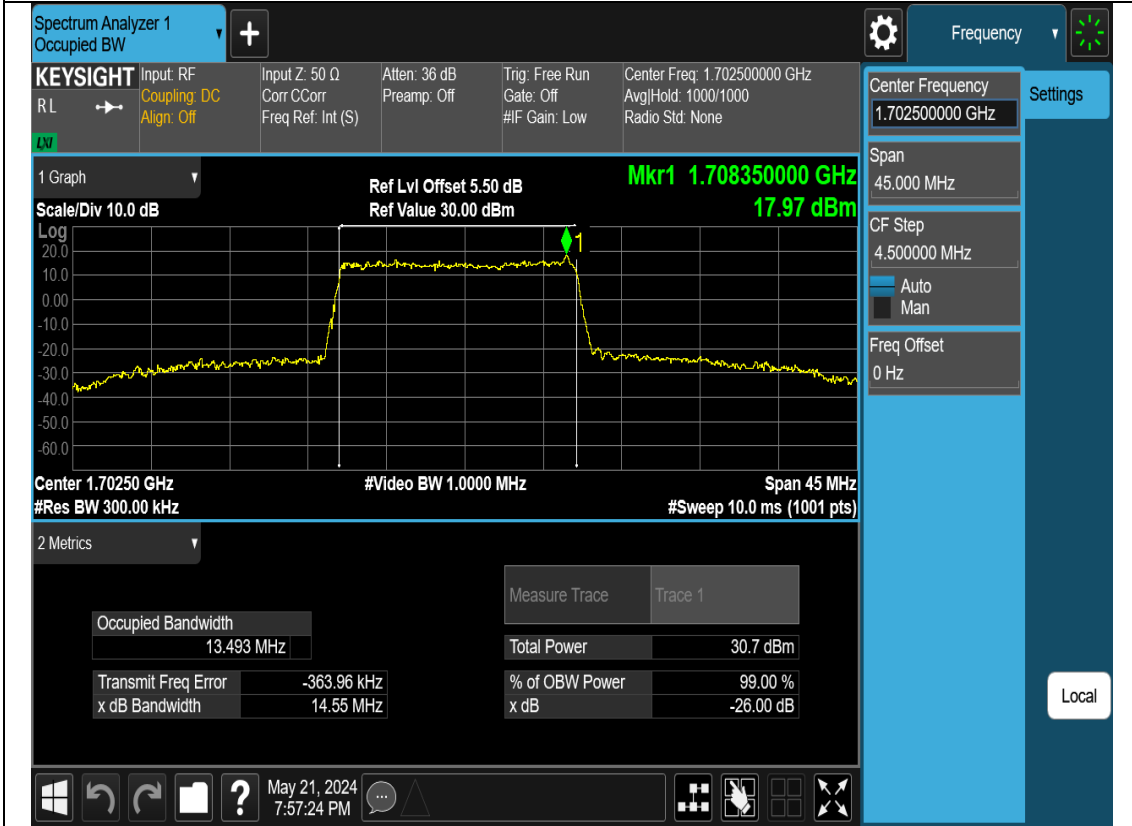 Spectrum Analyzer 1
Occupied BW
+
Frequency
KEYSIGHT
R L
LXI
Input: RF
Coupling: DC
Align: Off
Input Z: 50 Ω
Corr CCorr
Freq Ref: Int (S)
Atten: 36 dB
Preamp: Off
Trig: Free Run
Gate: Off
#IF Gain: Low
Center Freq: 1.702500000 GHz
Avg|Hold: 1000/1000
Radio Std: None
Center Frequency
1.702500000 GHz
Settings
Span
45.000 MHz
CF Step
4.500000 MHz
Auto
Man
Freq Offset
0 Hz
Local
1 Graph
Scale/Div 10.0 dB
Ref Lvl Offset 5.50 dB
Ref Value 30.00 dBm
Mkr1 1.708350000 GHz
17.97 dBm
Log
1
20.0
10.0
0.00
-10.0
-20.0
-30.0
-40.0
-50.0
-60.0
Center 1.70250 GHz
#Video BW 1.0000 MHz
Span 45 MHz
#Res BW 300.00 kHz
#Sweep 10.0 ms (1001 pts)
2 Metrics
Measure Trace Trace 1
Occupied Bandwidth
13.493 MHz
Total Power 30.7 dBm
Transmit Freq Error -363.96 kHz
% of OBW Power 99.00 %
x dB Bandwidth 14.55 MHz
x dB -26.00 dB
?
May 21, 2024
7:57:24 PM